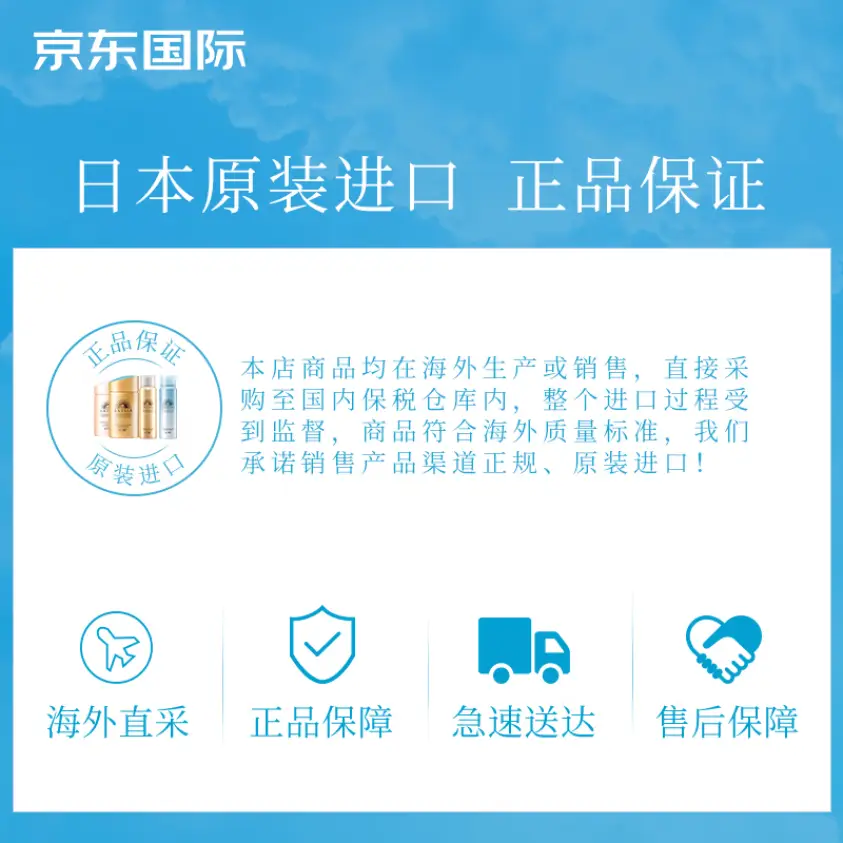 京东国际
日本原装进口 正品保证
正品保证
原装进口
本店商品均在海外生产或销售，直接采
购至国内保税仓库内，整个进口过程受
到监督，商品符合海外质量标准，我们
承诺销售产品渠道正规、原装进口！
海外直采
正品保障
急速送达
售后保障